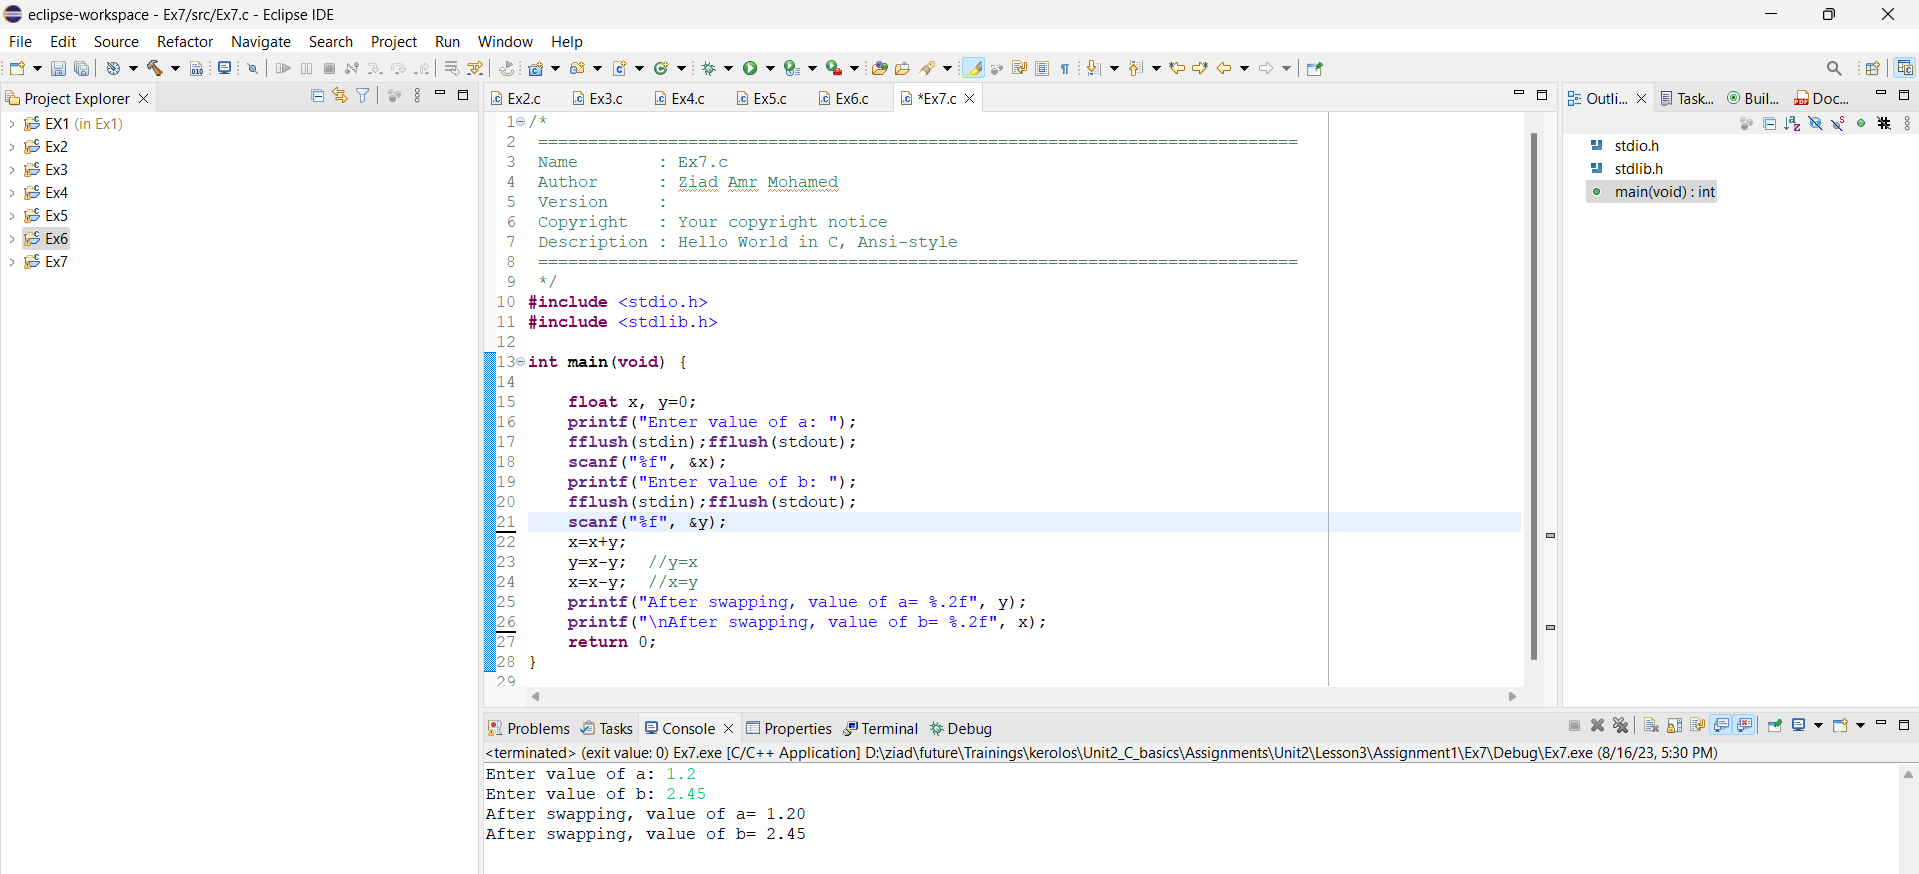 eclipse-workspace - Ex7/src/Ex7.c - Eclipse IDE
File Edit Source Refactor Navigate Search Project Run Window Help
Project Explorer
EX1 (in Ex1)
Ex2
Ex3
Ex4
Ex5
Ex6
Ex7
Ex2.c Ex3.c Ex4.c Ex5.c Ex6.c *Ex7.c
1 /*
2 ============================================================================
3 Name        : Ex7.c
4 Author      : Ziad Amr Mohamed
5 Version     :
6 Copyright   : Your copyright notice
7 Description : Hello World in C, Ansi-style
8 ============================================================================
9 */
10 #include <stdio.h>
11 #include <stdlib.h>
12
13 int main(void) {
14
15     float x, y=0;
16     printf("Enter value of a: ");
17     fflush(stdin);fflush(stdout);
18     scanf("%f", &x);
19     printf("Enter value of b: ");
20     fflush(stdin);fflush(stdout);
21     scanf("%f", &y);
22     x=x+y;
23     y=x-y;  //y=x
24     x=x-y;  //x=y
25     printf("After swapping, value of a= %.2f", y);
26     printf("\nAfter swapping, value of b= %.2f", x);
27     return 0;
28 }
29
Outli... Task... Buil... Doc...
stdio.h
stdlib.h
main(void) : int
Problems Tasks Console Properties Terminal Debug
<terminated> (exit value: 0) Ex7.exe [C/C++ Application] D:\ziad\future\Trainings\kerolos\Unit2_C_basics\Assignments\Unit2\Lesson3\Assignment1\Ex7\Debug\Ex7.exe (8/16/23, 5:30 PM)
Enter value of a: 1.2
Enter value of b: 2.45
After swapping, value of a= 1.20
After swapping, value of b= 2.45